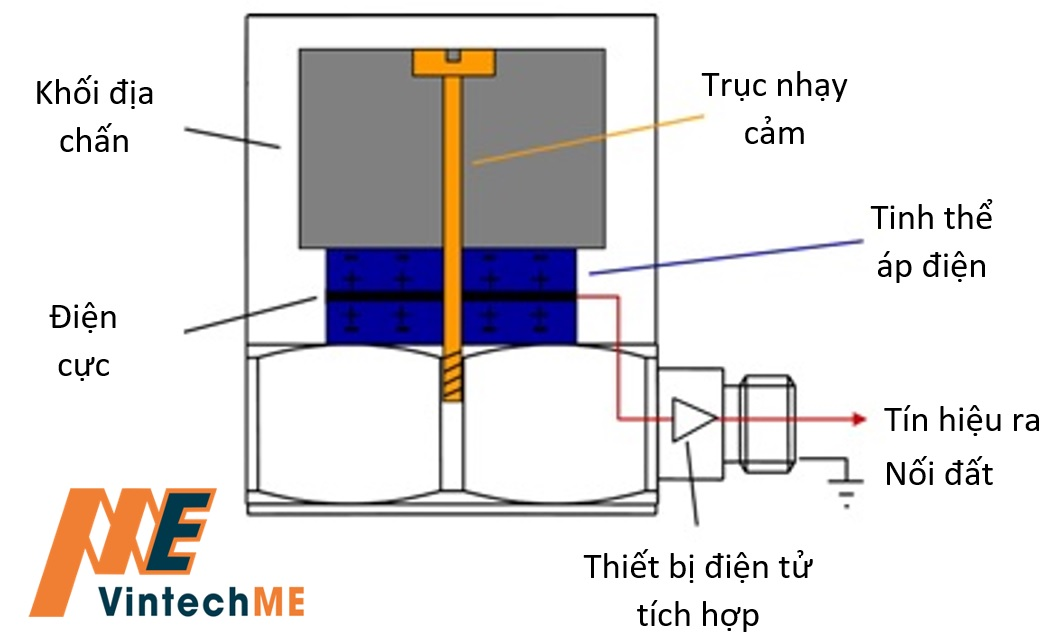 Khối địa
chấn
Trục nhạy
cảm
Tinh thể
áp điện
Điện
cực
Tín hiệu ra
Nối đất
Thiết bị điện tử
tích hợp
ME
VintechME